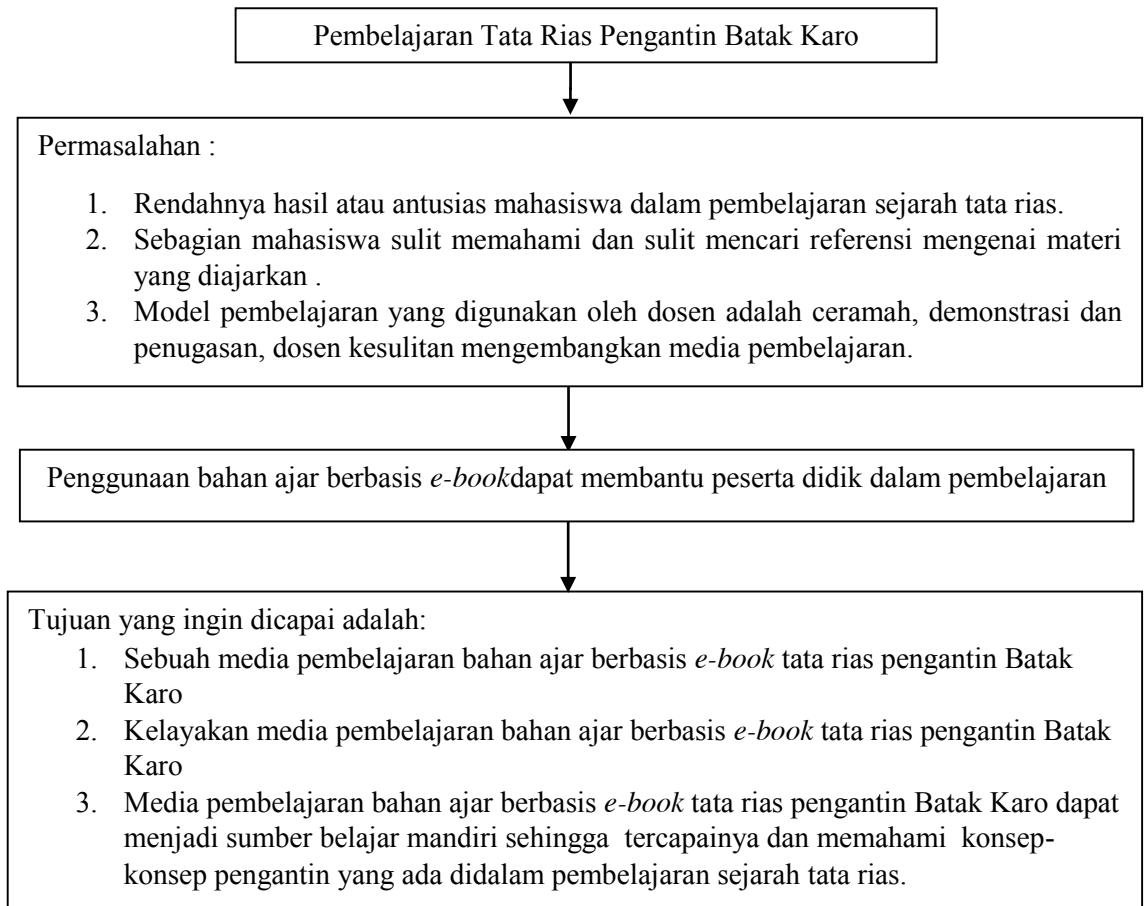 Pembelajaran Tata Rias Pengantin Batak Karo
Permasalahan :
1. Rendahnya hasil atau antusias mahasiswa dalam pembelajaran sejarah tata rias.
2. Sebagian mahasiswa sulit memahami dan sulit mencari referensi mengenai materi
yang diajarkan .
3. Model pembelajaran yang digunakan oleh dosen adalah ceramah, demonstrasi dan
penugasan, dosen kesulitan mengembangkan media pembelajaran.
Penggunaan bahan ajar berbasis e-bookdapat membantu peserta didik dalam pembelajaran
Tujuan yang ingin dicapai adalah:
1. Sebuah media pembelajaran bahan ajar berbasis e-book tata rias pengantin Batak
Karo
2. Kelayakan media pembelajaran bahan ajar berbasis e-book tata rias pengantin Batak
Karo
3. Media pembelajaran bahan ajar berbasis e-book tata rias pengantin Batak Karo dapat
menjadi sumber belajar mandiri sehingga tercapainya dan memahami konsep-
konsep pengantin yang ada didalam pembelajaran sejarah tata rias.